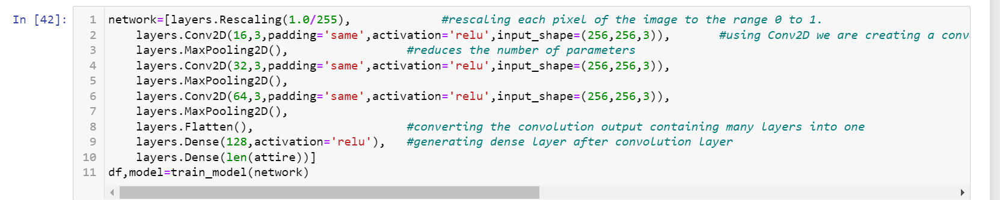 In [42]:
1 network=[layers.Rescaling(1.0/255), #rescaling each pixel of the image to the range 0 to 1.
2 layers.Conv2D(16,3,padding='same',activation='relu',input_shape=(256,256,3)), #using Conv2D we are creating a conv
3 layers.MaxPooling2D(), #reduces the number of parameters
4 layers.Conv2D(32,3,padding='same',activation='relu',input_shape=(256,256,3)),
5 layers.MaxPooling2D(),
6 layers.Conv2D(64,3,padding='same',activation='relu',input_shape=(256,256,3)),
7 layers.MaxPooling2D(),
8 layers.Flatten(), #converting the convolution output containing many layers into one
9 layers.Dense(128,activation='relu'), #generating dense layer after convolution layer
10 layers.Dense(len(attire))]
11 df,model=train_model(network)